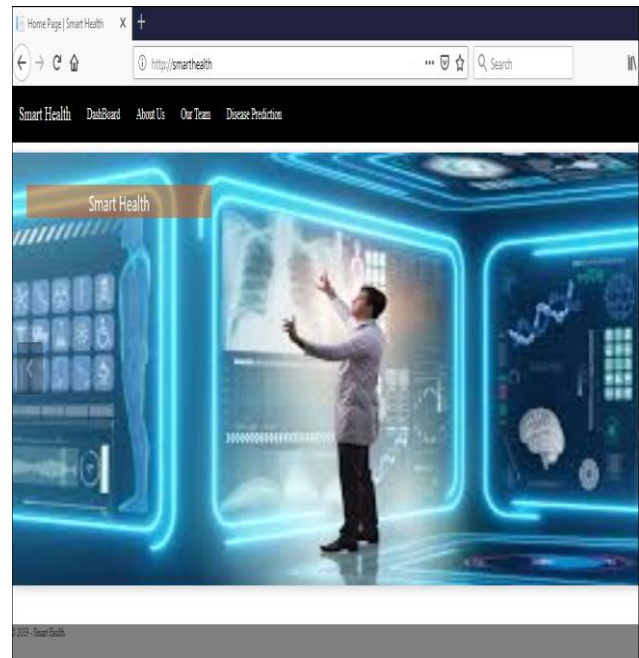 Home Page | Smart Health X +
http://smarthealth
Search
Smart Health DashBoard About Us Our Team Disease Prediction
Smart Health
© 2019 - Smart Health